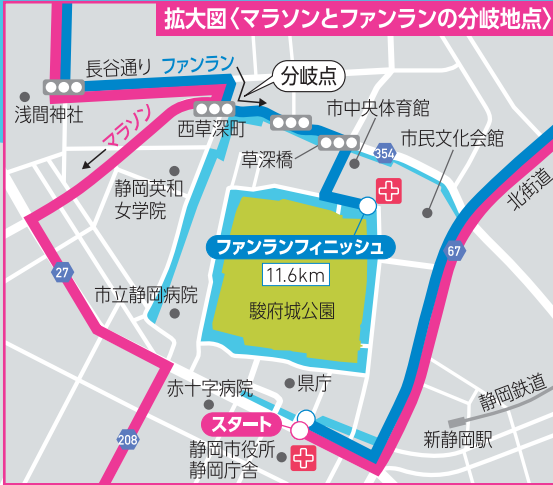 拡大図〈マラソンとファンランの分岐地点〉
長谷通り
ファンラン
分岐点
浅間神社
マラソン
西草深町
市中央体育館
草深橋
市民文化会館
354
静岡英和
女学院
北街道
ファンランフィニッシュ
67
11.6km
27
市立静岡病院
駿府城公園
県庁
赤十字病院
静岡鉄道
スタート
新静岡駅
208
静岡市役所
静岡庁舎